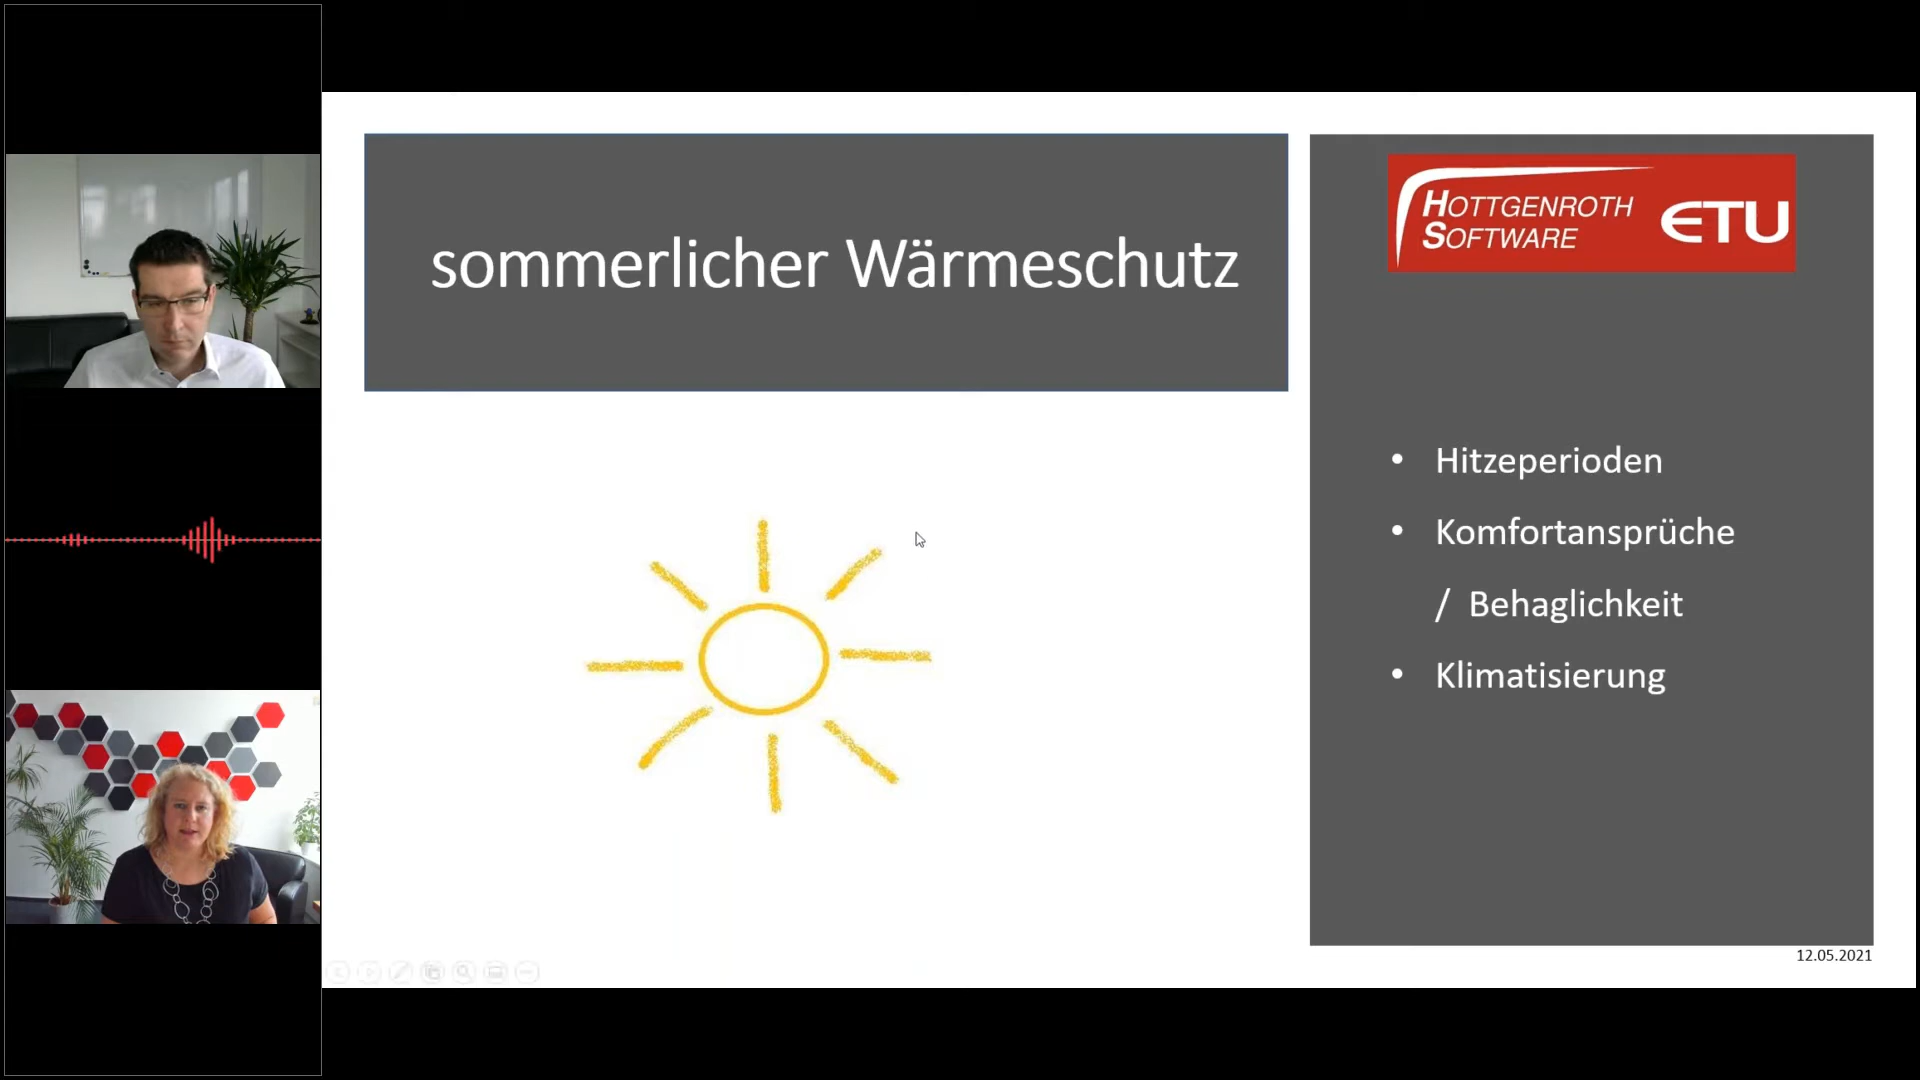 sommerlicher Wärmeschutz
HOTTGENROTH
SOFTWARE
ETU
• Hitzeperioden
• Komfortansprüche
/ Behaglichkeit
• Klimatisierung
12.05.2021